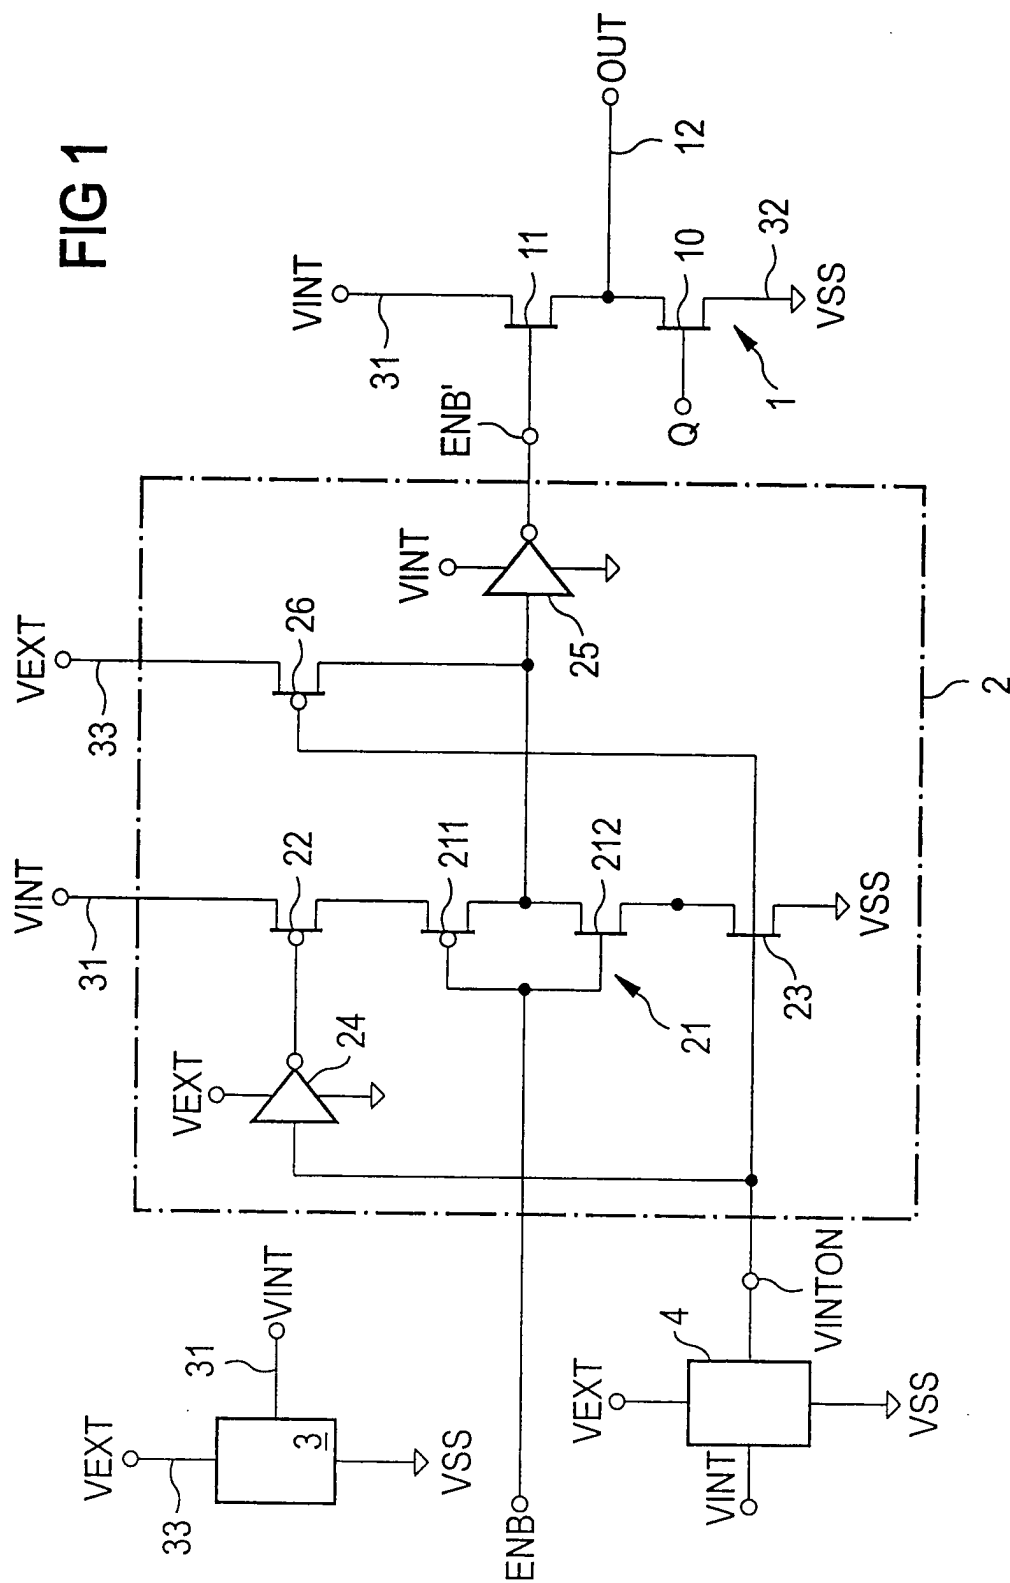 FIG 1
VEXT
33
3
VSS
31
VINT
ENB
VINT
VEXT
4
VSS
VINTON
VEXT
24
VINT
31
22
211
21
212
23
VSS
VEXT
33
26
VINT
25
2
ENB'
VINT
31
11
Q
10
1
32
VSS
12
OUT